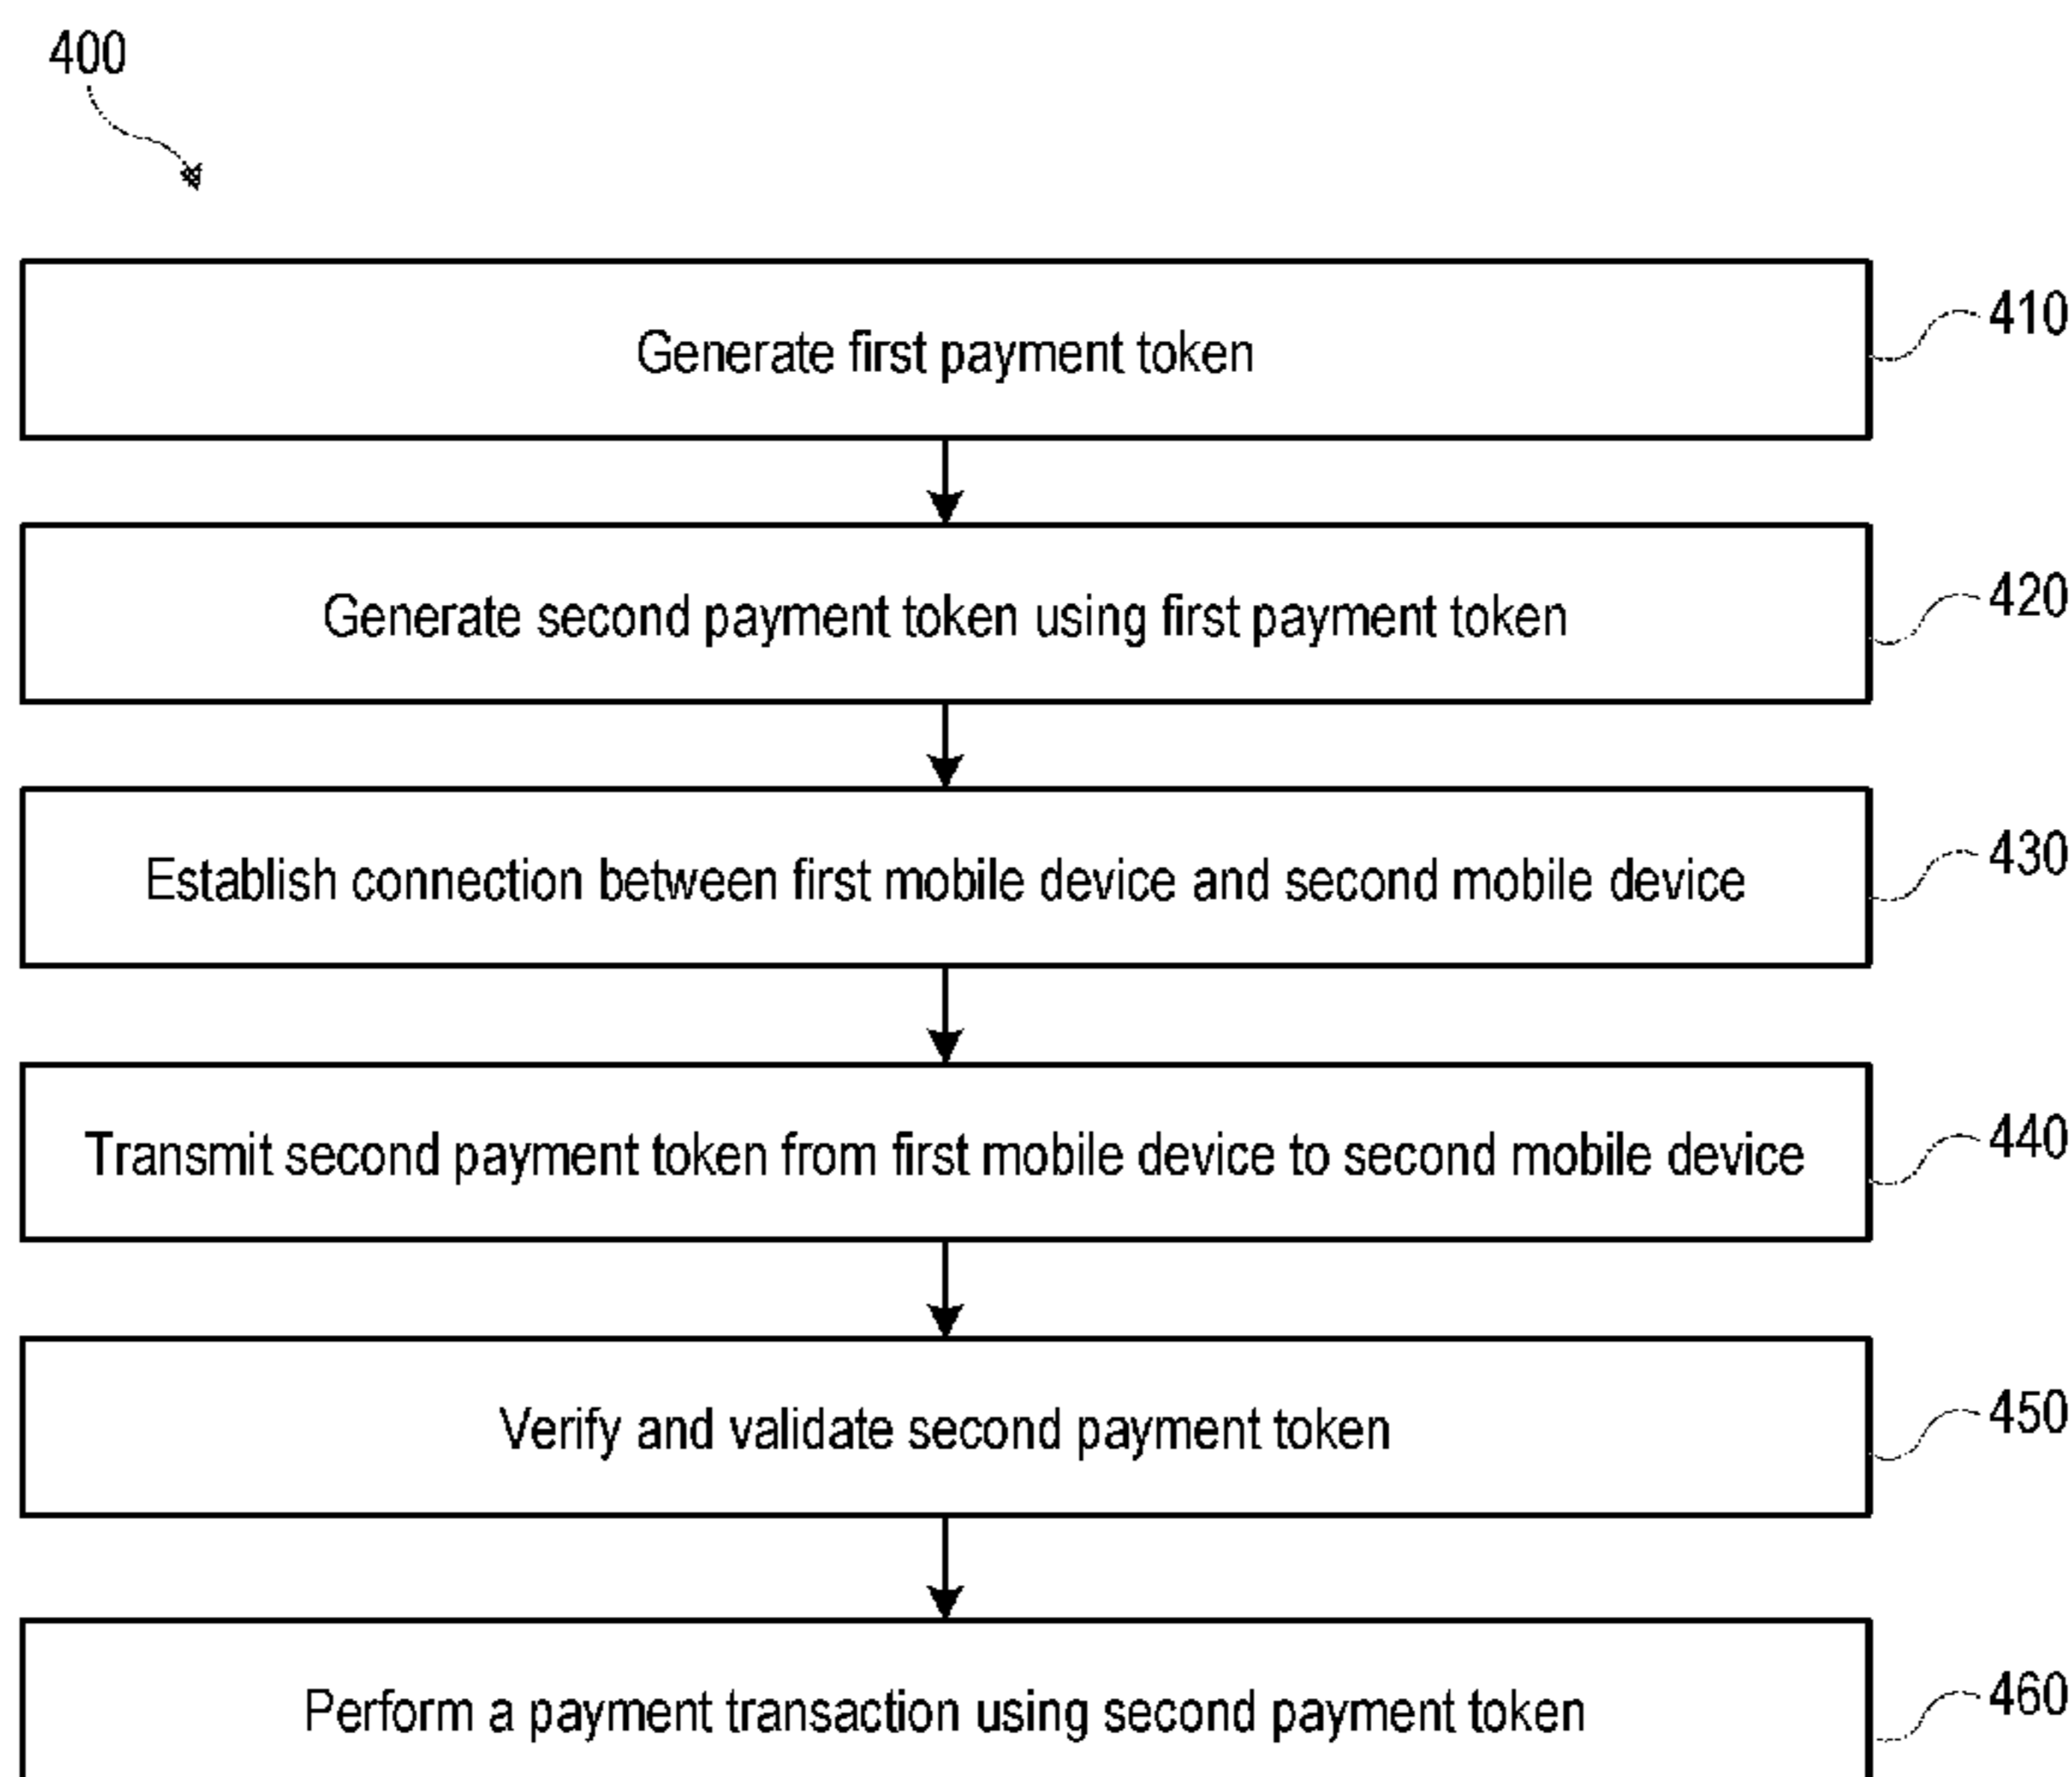 400
Generate first payment token
410
Generate second payment token using first payment token
420
Establish connection between first mobile device and second mobile device
430
Transmit second payment token from first mobile device to second mobile device
440
Verify and validate second payment token
450
Perform a payment transaction using second payment token
460